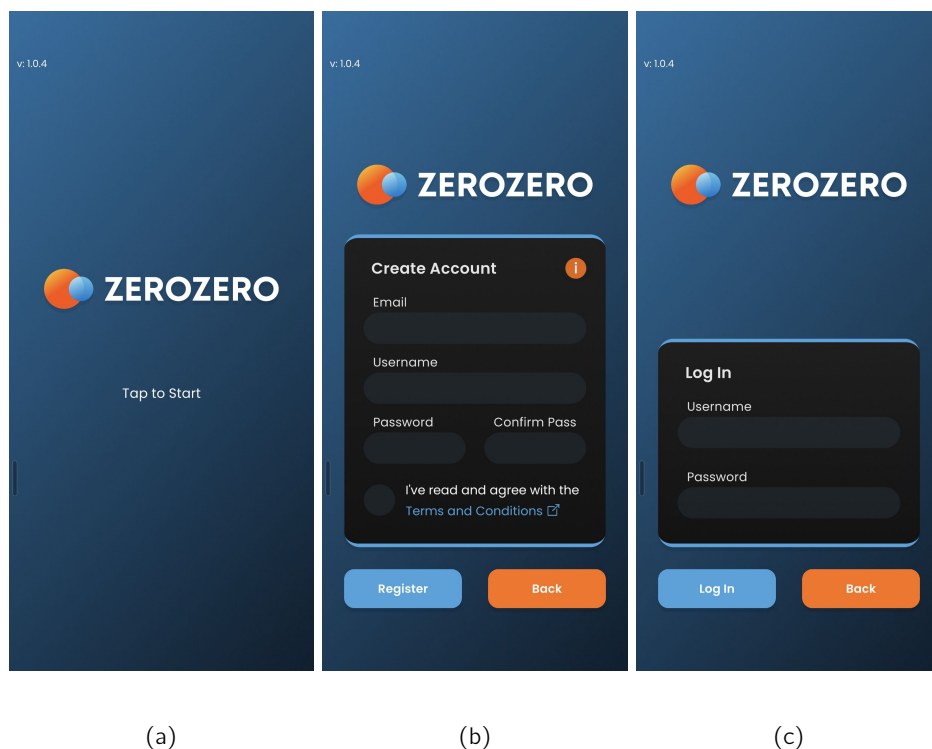 v: 1.0.4
ZEROZERO
Tap to Start
(a)
v: 1.0.4
ZEROZERO
Create Account
i
Email
Username
Password Confirm Pass
I've read and agree with the
Terms and Conditions
Register Back
(b)
v: 1.0.4
ZEROZERO
Log In
Username
Password
Log In Back
(c)